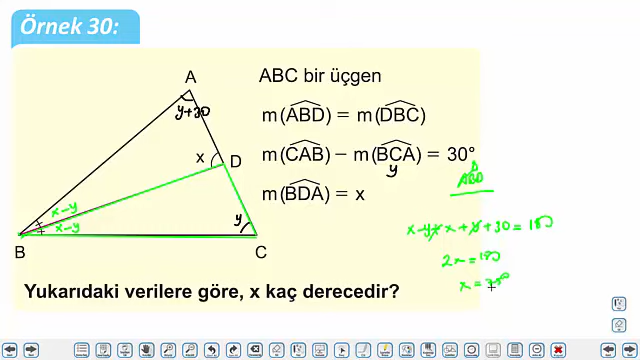 Örnek 30:
A
y+30
ABC bir üçgen
m(ABD) = m(DBC)
x
D
m(CAB) − m(BCA) = 30°
y
ABD
m(BDA) = x
x-y
x-y
y
x-y+x+y+30=180
B
C
2x=150
Yukarıdaki verilere göre, x kaç derecedir?